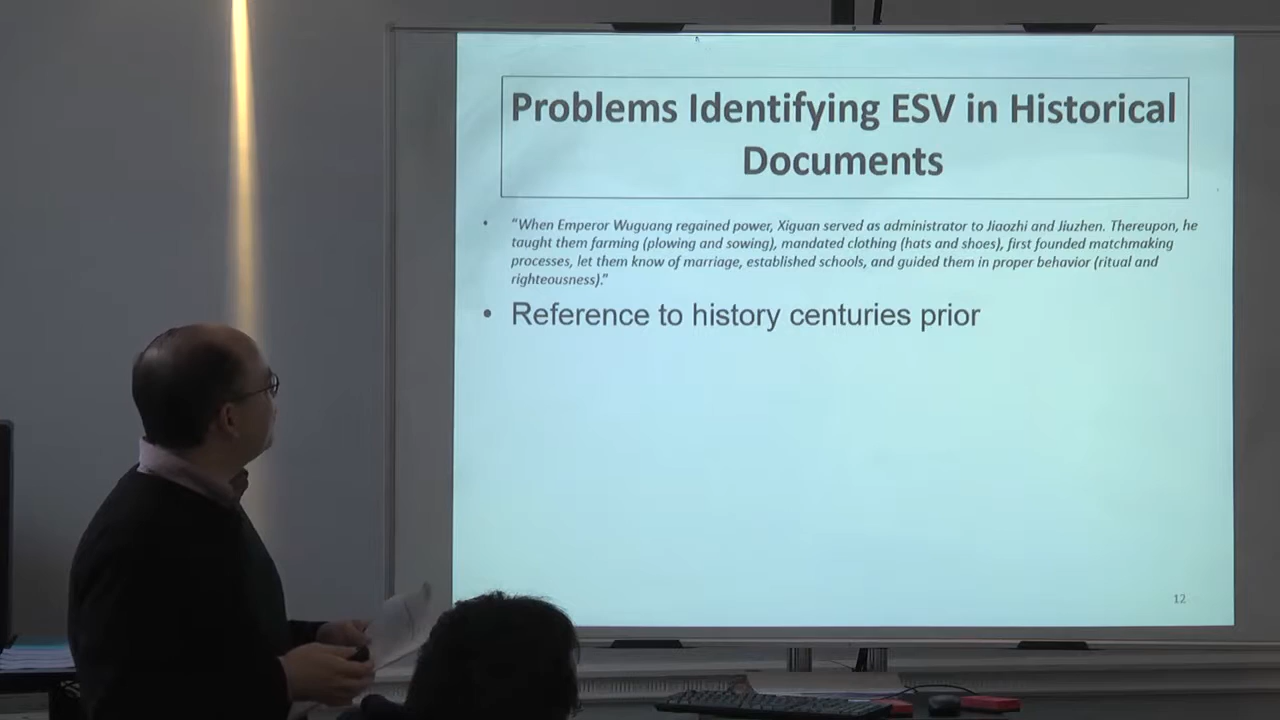 Problems Identifying ESV in Historical
Documents
• “When Emperor Wuguang regained power, Xiguan served as administrator to Jiaozhi and Jiuzhen. Thereupon, he
taught them farming (plowing and sowing), mandated clothing (hats and shoes), first founded matchmaking
processes, let them know of marriage, established schools, and guided them in proper behavior (ritual and
righteousness).”
• Reference to history centuries prior
12